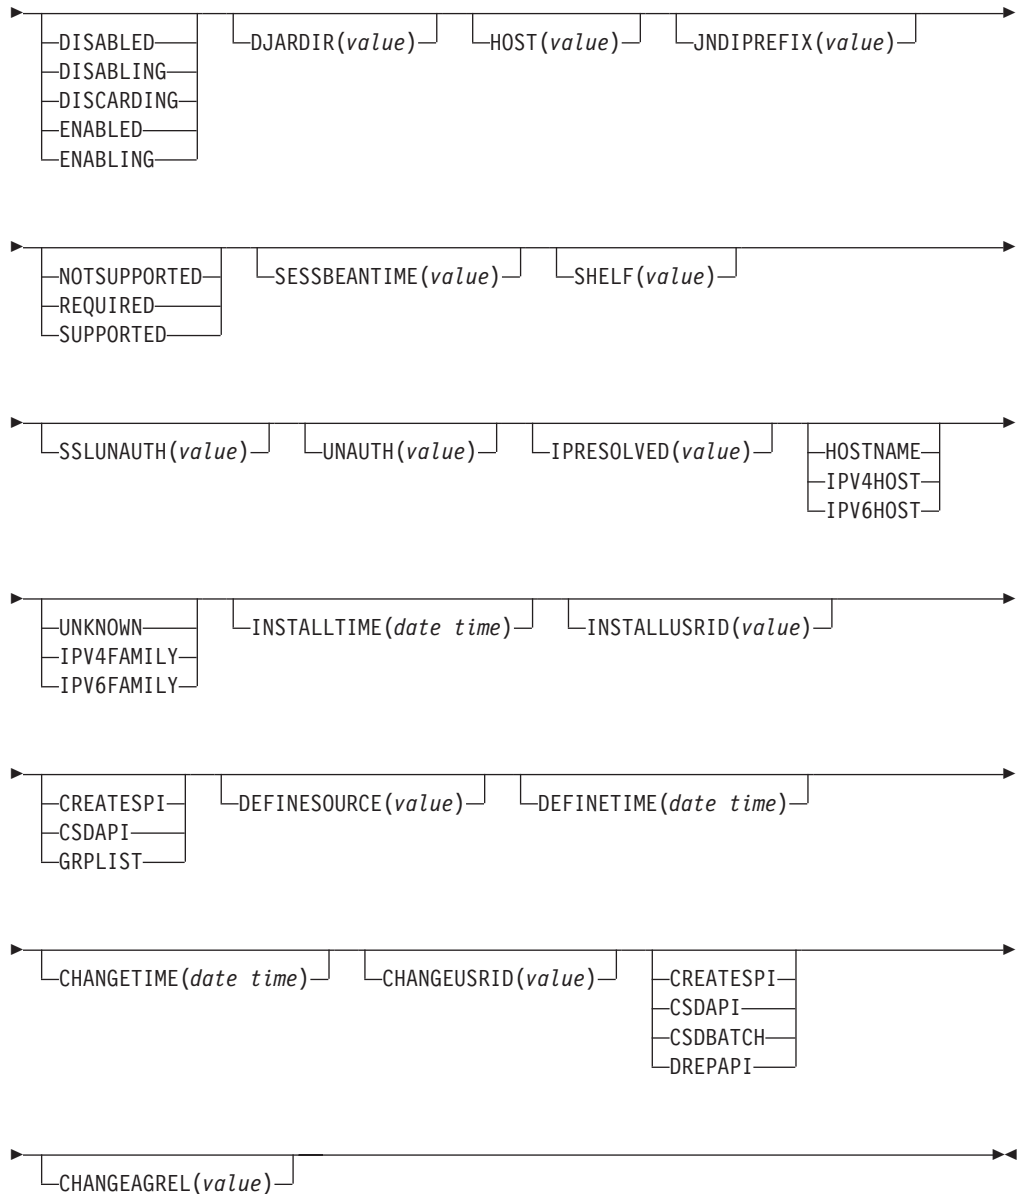 DISABLED DJARDIR(value) HOST(value) JNDIPREFIX(value)
DISABLING
DISCARDING
ENABLED
ENABLING
NOTSUPPORTED SESSBEANTIME(value) SHELF(value)
REQUIRED
SUPPORTED
SSLUNAUTH(value) UNAUTH(value) IPRESOLVED(value) HOSTNAME
IPV4HOST
IPV6HOST
UNKNOWN INSTALLTIME(date time) INSTALLUSRID(value)
IPV4FAMILY
IPV6FAMILY
CREATESPI DEFINESOURCE(value) DEFINETIME(date time)
CSDAPI
GRPLIST
CHANGETIME(date time) CHANGEUSRID(value) CREATESPI
CSDAPI
CSDBATCH
DREPAPI
CHANGEAGREL(value)